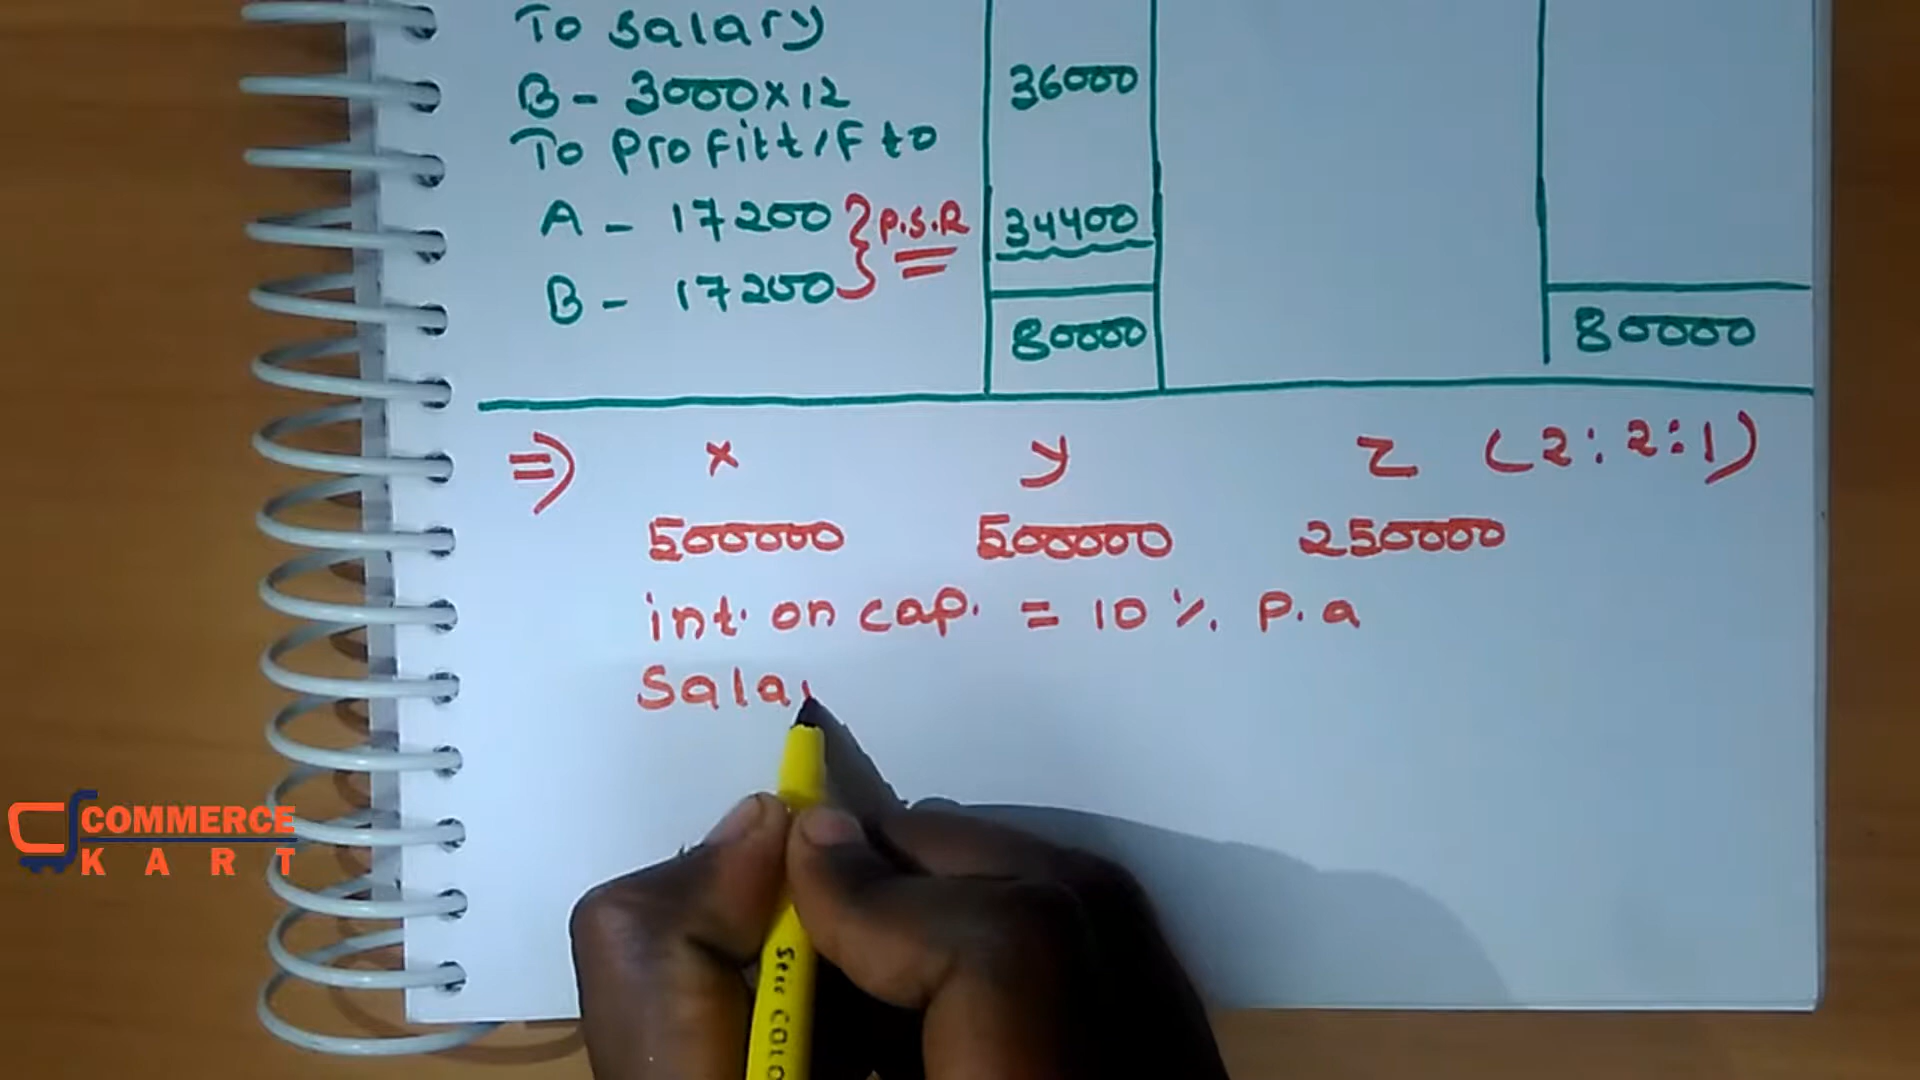 To Salary
B - 3000x12 36000
To Profit t/f to
A - 17200 P.S.R 34400
B - 17200
80000 80000
=) x y z (2:2:1)
500000 500000 250000
int. on cap. = 10 % P.a
Sala
COMMERCE
KART